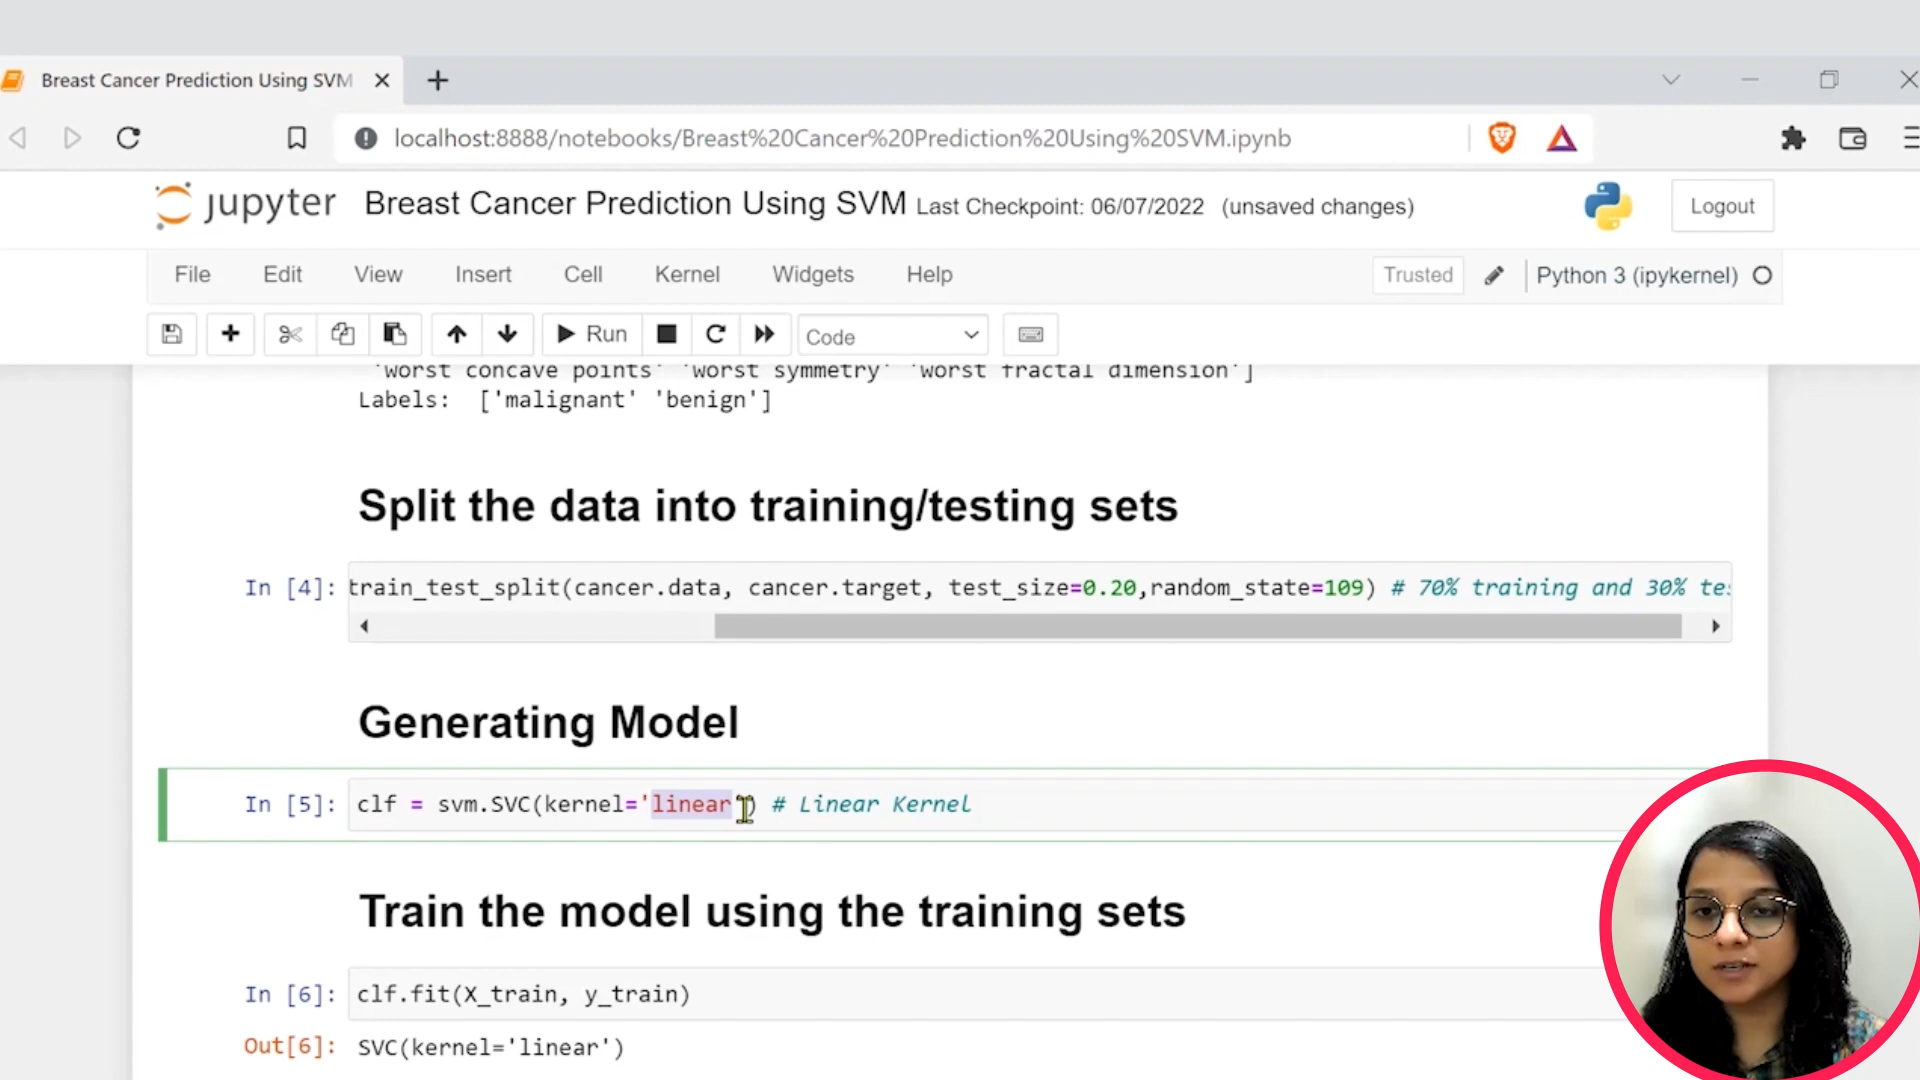 Breast Cancer Prediction Using SVM
localhost:8888/notebooks/Breast%20Cancer%20Prediction%20Using%20SVM.ipynb
jupyter Breast Cancer Prediction Using SVM Last Checkpoint: 06/07/2022 (unsaved changes) Logout
File Edit View Insert Cell Kernel Widgets Help Trusted Python 3 (ipykernel)
Run Code
'worst concave points' 'worst symmetry' 'worst fractal dimension']
Labels: ['malignant' 'benign']
Split the data into training/testing sets
In [4]: train_test_split(cancer.data, cancer.target, test_size=0.20,random_state=109) # 70% training and 30% tes
Generating Model
In [5]: clf = svm.SVC(kernel='linear') # Linear Kernel
Train the model using the training sets
In [6]: clf.fit(X_train, y_train)
Out[6]: SVC(kernel='linear')